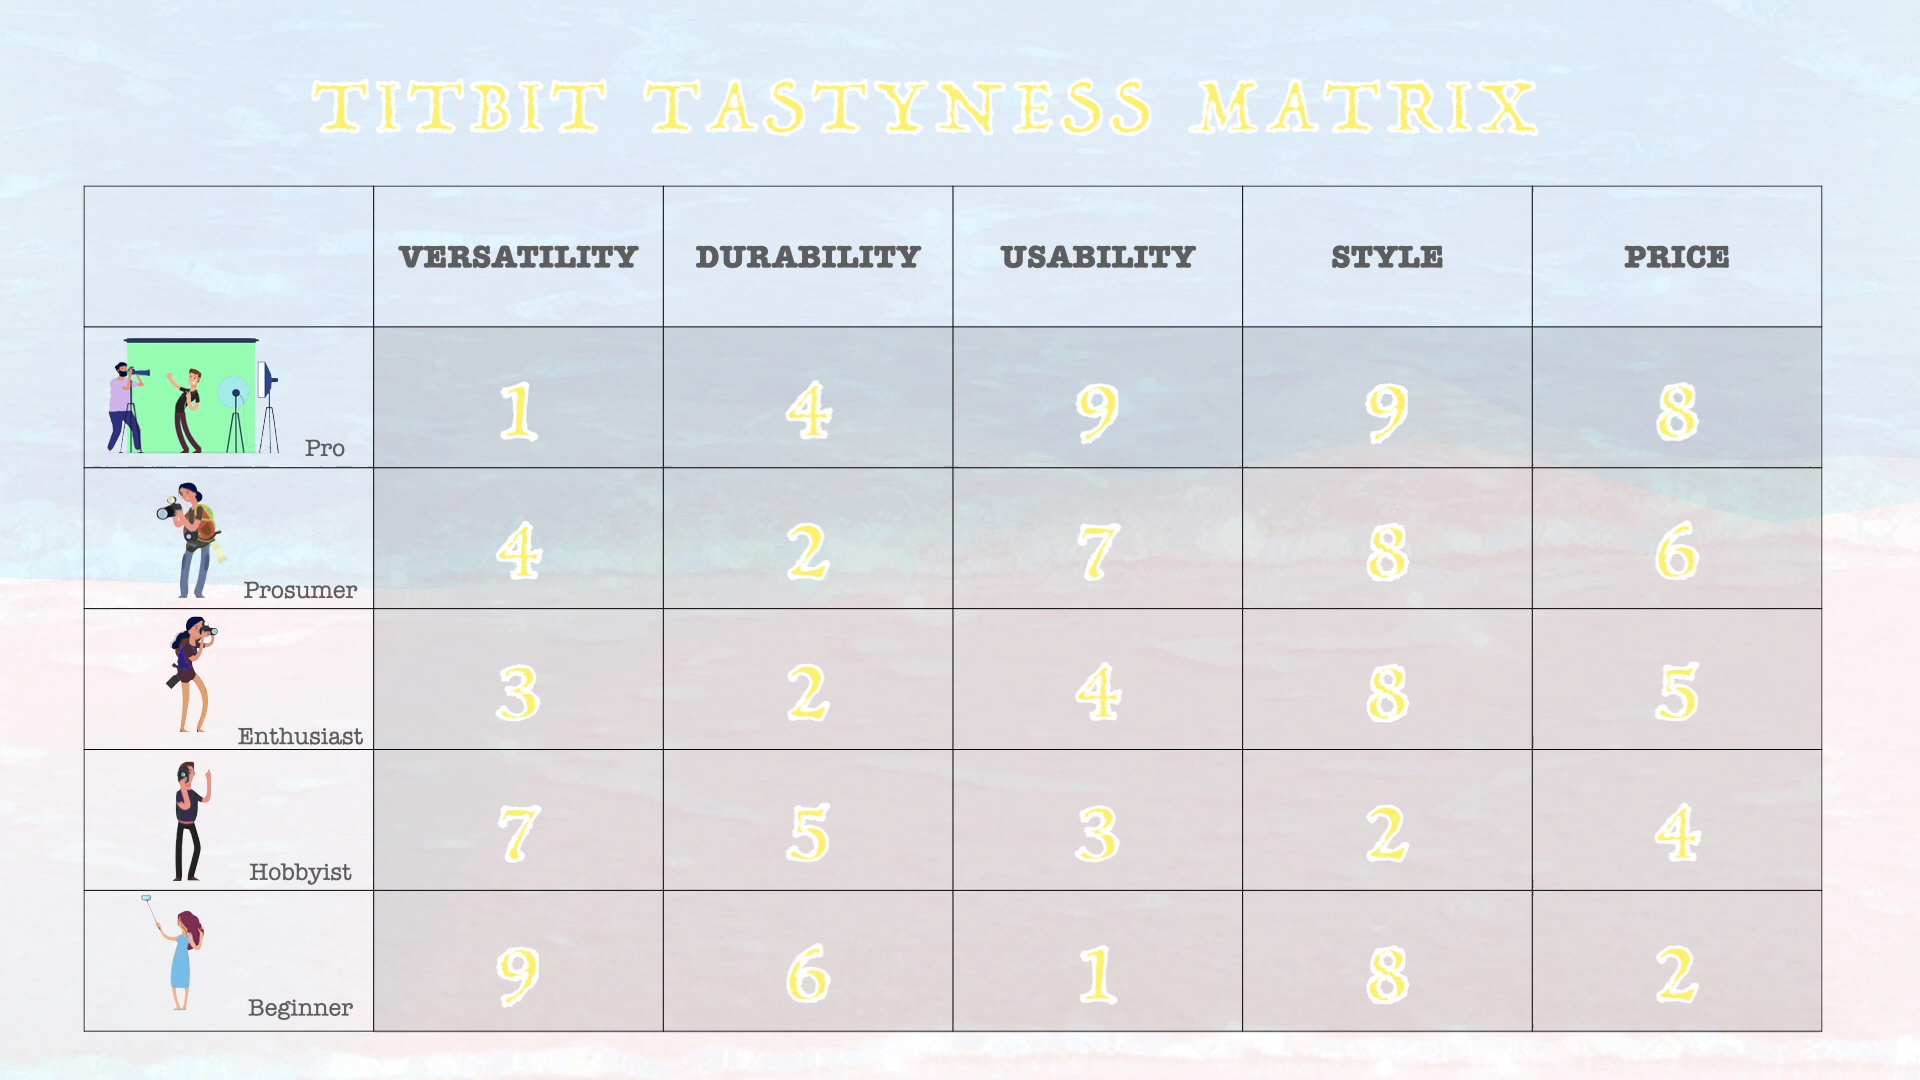 TITBIT TASTYNESS MATRIX
VERSATILITY DURABILITY USABILITY STYLE PRICE
Pro 1 4 9 9 8
Prosumer 4 2 7 8 6
Enthusiast 3 2 4 8 5
Hobbyist 7 5 3 2 4
Beginner 9 6 1 8 2